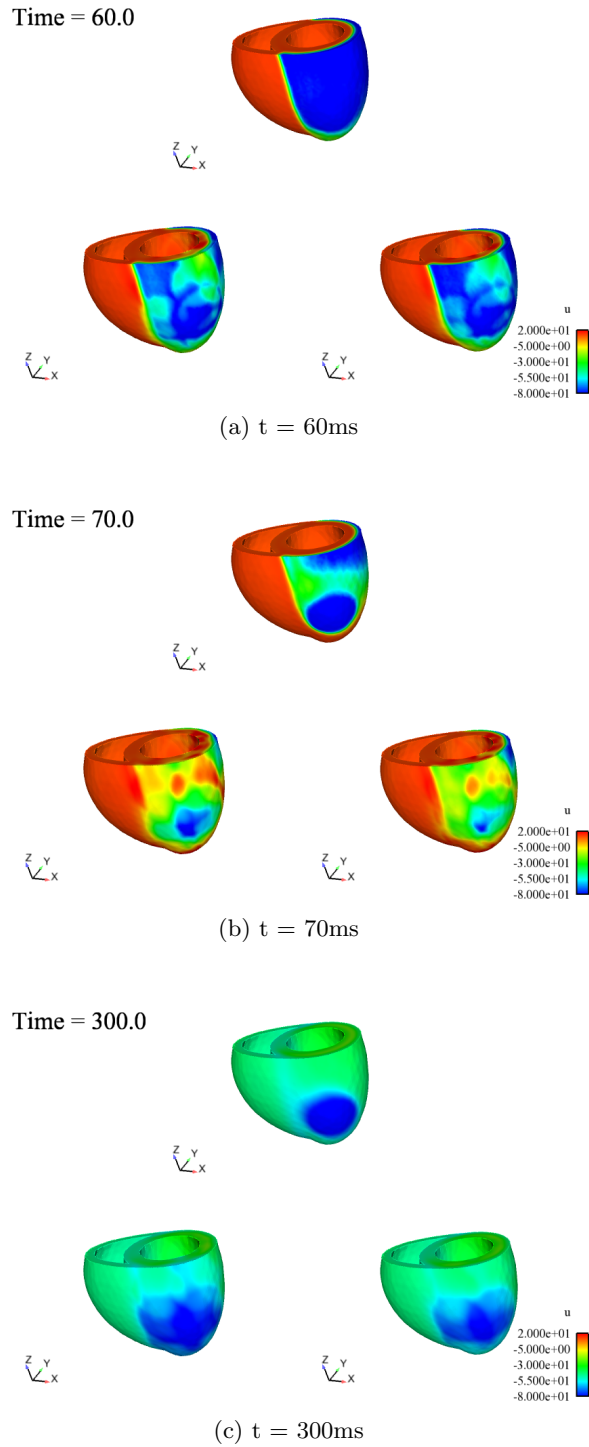 Time = 60.0
Z
Y
X
Z
Y
X
Z
Y
X
u
2.000e+01
-5.000e+00
-3.000e+01
-5.500e+01
-8.000e+01
(a) t = 60ms
Time = 70.0
Z
Y
X
Z
Y
X
Z
Y
X
u
2.000e+01
-5.000e+00
-3.000e+01
-5.500e+01
-8.000e+01
(b) t = 70ms
Time = 300.0
Z
Y
X
Z
Y
X
Z
Y
X
u
2.000e+01
-5.000e+00
-3.000e+01
-5.500e+01
-8.000e+01
(c) t = 300ms